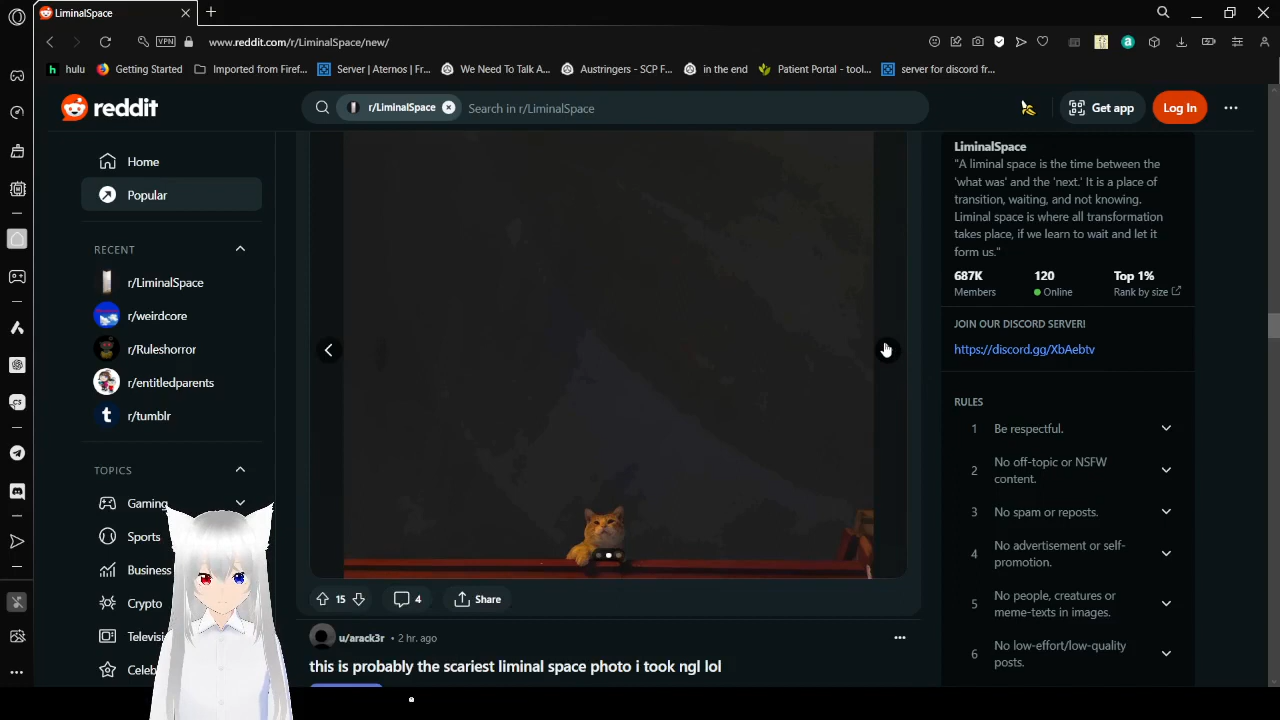 LiminalSpace
VPN
www.reddit.com/r/LiminalSpace/new/
hulu
Getting Started
Imported from Firef...
Server | Aternos | Fr...
We Need To Talk A...
Austringers - SCP F...
in the end
Patient Portal - tool...
server for discord fr...
reddit
r/LiminalSpace
Search in r/LiminalSpace
Get app
Log In
Home
Popular
RECENT
r/LiminalSpace
r/weirdcore
r/Ruleshorror
r/entitledparents
r/tumblr
TOPICS
Gaming
Sports
Business
Crypto
Televisi
Celeb
15
4
Share
u/arack3r • 2 hr. ago
this is probably the scariest liminal space photo i took ngl lol
LiminalSpace
"A liminal space is the time between the
'what was' and the 'next.' It is a place of
transition, waiting, and not knowing.
Liminal space is where all transformation
takes place, if we learn to wait and let it
form us."
687K
Members
120
Online
Top 1%
Rank by size
JOIN OUR DISCORD SERVER!
https://discord.gg/XbAebtv
RULES
1 Be respectful.
2 No off-topic or NSFW
content.
3 No spam or reposts.
4 No advertisement or self-
promotion.
5 No people, creatures or
meme-texts in images.
6 No low-effort/low-quality
posts.